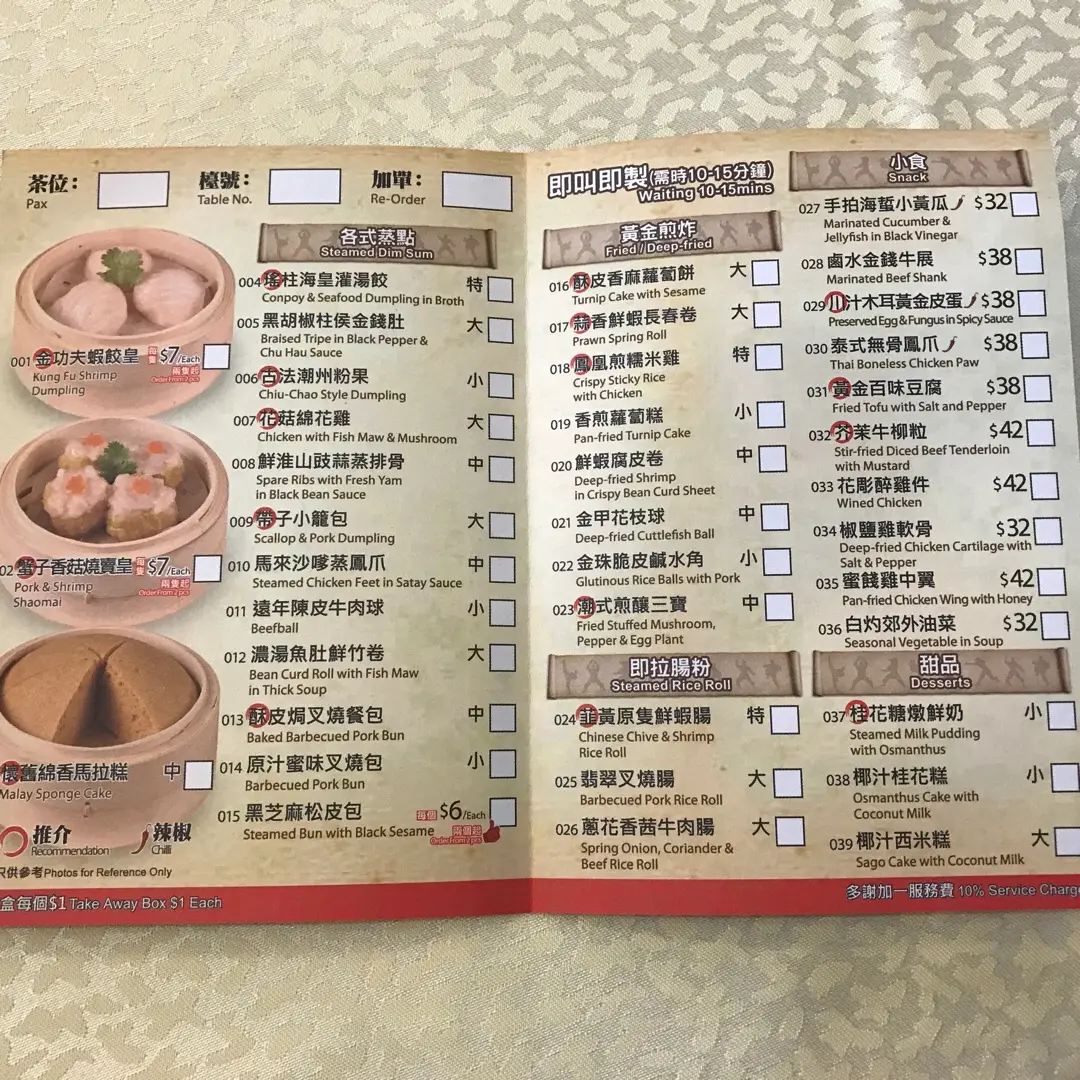 茶位：
Pax
檯號：
Table No.
加單：
Re-Order
001 金功夫蝦餃皇 每隻 $7/Each
Kung Fu Shrimp
Dumpling
兩隻起
Order From 2 pcs
02 蟹子香菇燒賣皇 每隻 $7/Each
Pork & Shrimp
Shaomai
兩隻起
Order From 2 pcs
懷舊綿香馬拉糕 中
Malay Sponge Cake
推介
Recommendation
辣椒
Chilli
只供參考 Photos for Reference Only
各式蒸點
Steamed Dim Sum
004 瑤柱海皇灌湯餃 特
Conpoy & Seafood Dumpling in Broth
005 黑胡椒柱侯金錢肚 大
Braised Tripe in Black Pepper &
Chu Hau Sauce
006 古法潮州粉果 小
Chiu-Chao Style Dumpling
007 花菇綿花雞 大
Chicken with Fish Maw & Mushroom
008 鮮淮山豉蒜蒸排骨 中
Spare Ribs with Fresh Yam
in Black Bean Sauce
009 帶子小籠包 大
Scallop & Pork Dumpling
010 馬來沙嗲蒸鳳爪 中
Steamed Chicken Feet in Satay Sauce
011 遠年陳皮牛肉球 小
Beefball
012 濃湯魚肚鮮竹卷 大
Bean Curd Roll with Fish Maw
in Thick Soup
013 酥皮焗叉燒餐包 中
Baked Barbecued Pork Bun
014 原汁蜜味叉燒包 小
Barbecued Pork Bun
015 黑芝麻松皮包 每個 $6/Each
Steamed Bun with Black Sesame
兩個起
Order From 2 pcs
即叫即製(需時10-15分鐘)
Waiting 10-15mins
黃金煎炸
Fried / Deep-fried
016 酥皮香麻蘿蔔餅 大
Turnip Cake with Sesame
017 蒜香鮮蝦長春卷 大
Prawn Spring Roll
018 鳳凰煎糯米雞 特
Crispy Sticky Rice
with Chicken
019 香煎蘿蔔糕 小
Pan-fried Turnip Cake
020 鮮蝦腐皮卷 中
Deep-fried Shrimp
in Crispy Bean Curd Sheet
021 金甲花枝球 中
Deep-fried Cuttlefish Ball
022 金珠脆皮鹹水角 小
Glutinous Rice Balls with Pork
023 潮式煎釀三寶 中
Fried Stuffed Mushroom,
Pepper & Egg Plant
即拉腸粉
Steamed Rice Roll
024 韮黃原隻鮮蝦腸 特
Chinese Chive & Shrimp
Rice Roll
025 翡翠叉燒腸 大
Barbecued Pork Rice Roll
026 蔥花香茜牛肉腸 大
Spring Onion, Coriander &
Beef Rice Roll
小食
Snack
027 手拍海蜇小黃瓜 $32
Marinated Cucumber &
Jellyfish in Black Vinegar
028 鹵水金錢牛展 $38
Marinated Beef Shank
029 川汁木耳黃金皮蛋 $38
Preserved Egg & Fungus in Spicy Sauce
030 泰式無骨鳳爪 $38
Thai Boneless Chicken Paw
031 黃金百味豆腐 $38
Fried Tofu with Salt and Pepper
032 芥茉牛柳粒 $42
Stir-fried Diced Beef Tenderloin
with Mustard
033 花彫醉雞件 $42
Wined Chicken
034 椒鹽雞軟骨 $32
Deep-fried Chicken Cartilage with
Salt & Pepper
035 蜜餞雞中翼 $42
Pan-fried Chicken Wing with Honey
036 白灼郊外油菜 $32
Seasonal Vegetable in Soup
甜品
Desserts
037 桂花糖燉鮮奶 小
Steamed Milk Pudding
with Osmanthus
038 椰汁桂花糕 小
Osmanthus Cake with
Coconut Milk
039 椰汁西米糕 大
Sago Cake with Coconut Milk
盒每個$1 Take Away Box $1 Each
多謝加一服務費 10% Service Charge